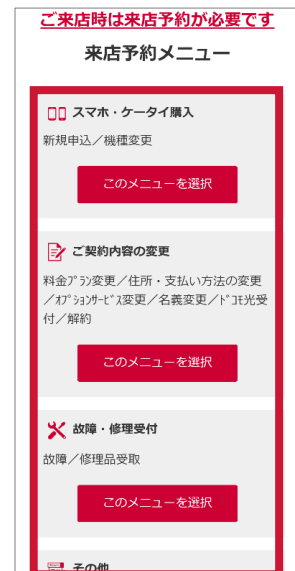 ご来店時は来店予約が必要です
来店予約メニュー
スマホ・ケータイ購入
新規申込／機種変更
このメニューを選択
ご契約内容の変更
料金ﾌﾟﾗﾝ変更／住所・支払い方法の変更
／ｵﾌﾟｼｮﾝｻｰﾋﾞｽ変更／名義変更／ﾄﾞｺﾓ光受
付／解約
このメニューを選択
故障・修理受付
故障／修理品受取
このメニューを選択
その他